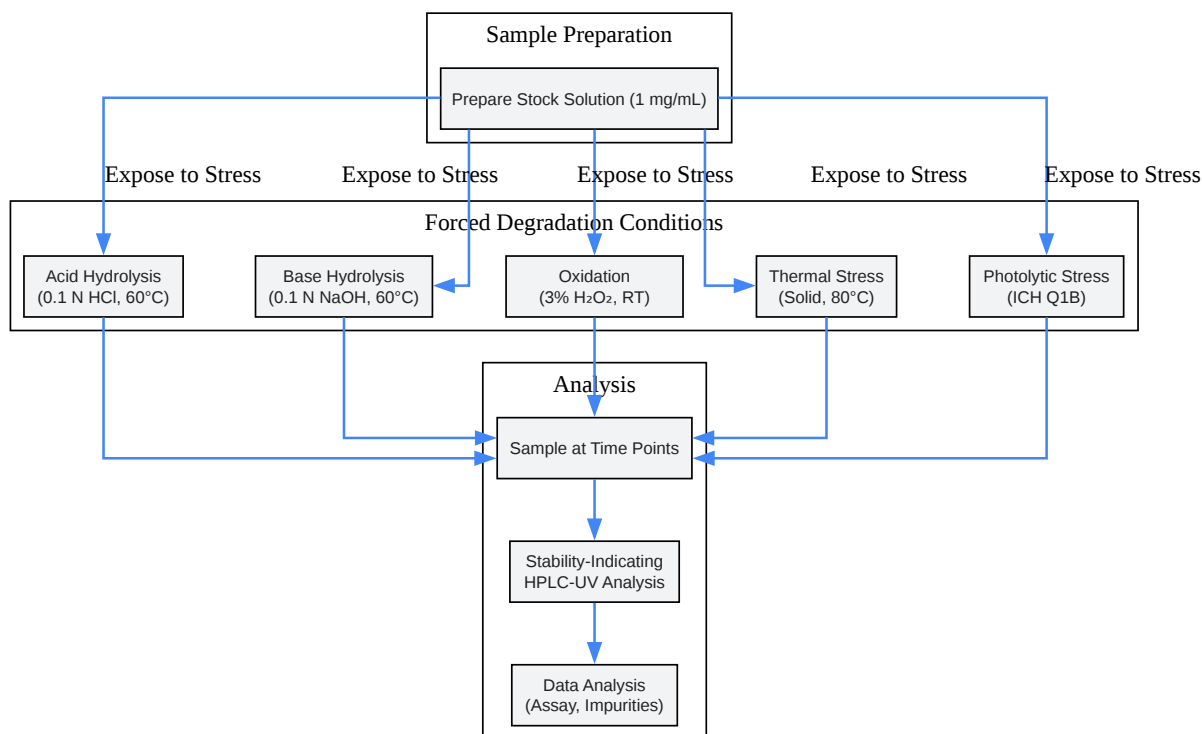 Sample Preparation
Prepare Stock Solution (1 mg/mL)
Expose to Stress
Expose to Stress
Expose to Stress
Expose to Stress
Expose to Stress
Forced Degradation Conditions
Acid Hydrolysis
(0.1 N HCl, 60°C)
Base Hydrolysis
(0.1 N NaOH, 60°C)
Oxidation
(3% H₂O₂, RT)
Thermal Stress
(Solid, 80°C)
Photolytic Stress
(ICH Q1B)
Analysis
Sample at Time Points
Stability-Indicating
HPLC-UV Analysis
Data Analysis
(Assay, Impurities)